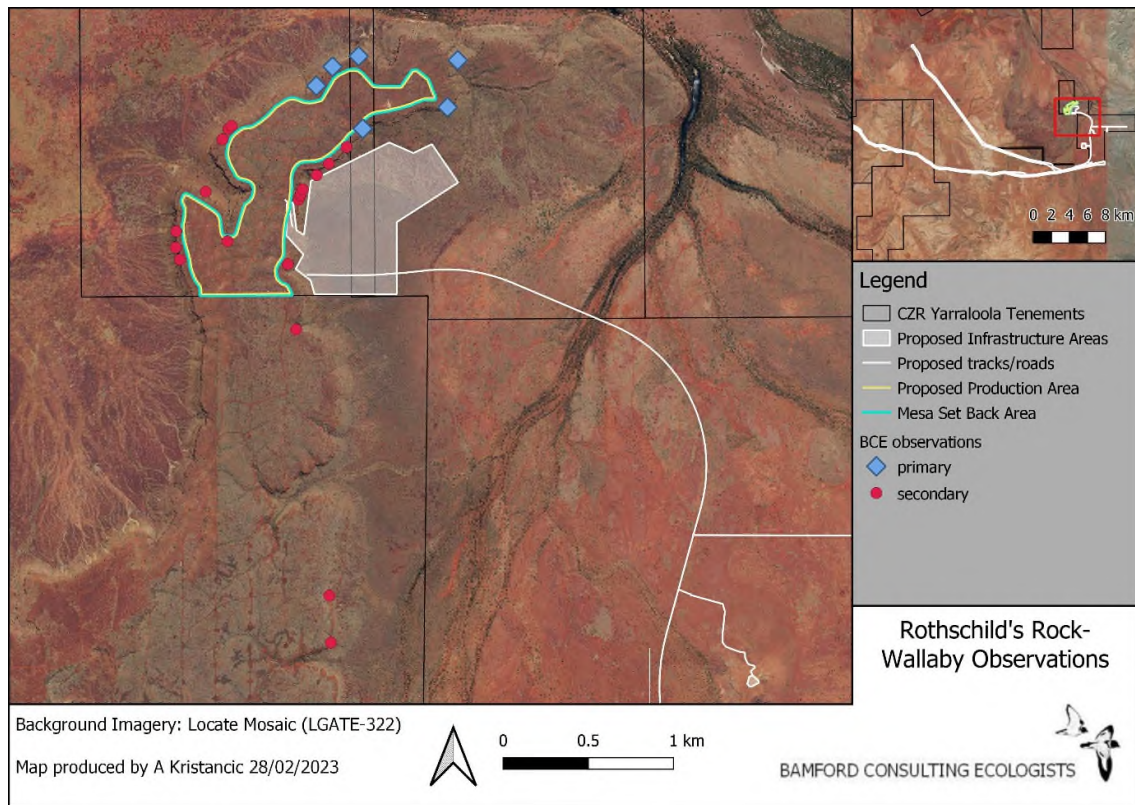 0 2 4 6 8 km
Legend
CZR Yarraloola Tenements
Proposed Infrastructure Areas
Proposed tracks/roads
Proposed Production Area
Mesa Set Back Area
BCE observations
primary
secondary
Rothschild's Rock-
Wallaby Observations
Background Imagery: Locate Mosaic (LGATE-322)
Map produced by A Kristancic 28/02/2023
0 0.5 1 km
BAMFORD CONSULTING ECOLOGISTS